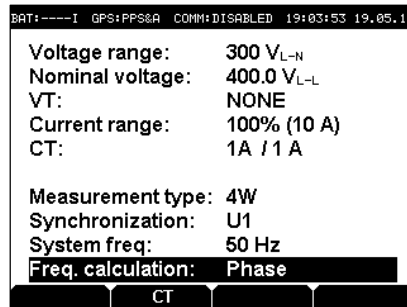 BAT:----I GPS:PPS&A COMM:DISABLED 19:03:53 19.05.1
Voltage range: 300 VL-N
Nominal voltage: 400.0 VL-L
VT: NONE
Current range: 100% (10 A)
CT: 1A / 1 A
Measurement type: 4W
Synchronization: U1
System freq: 50 Hz
Freq. calculation: Phase
CT